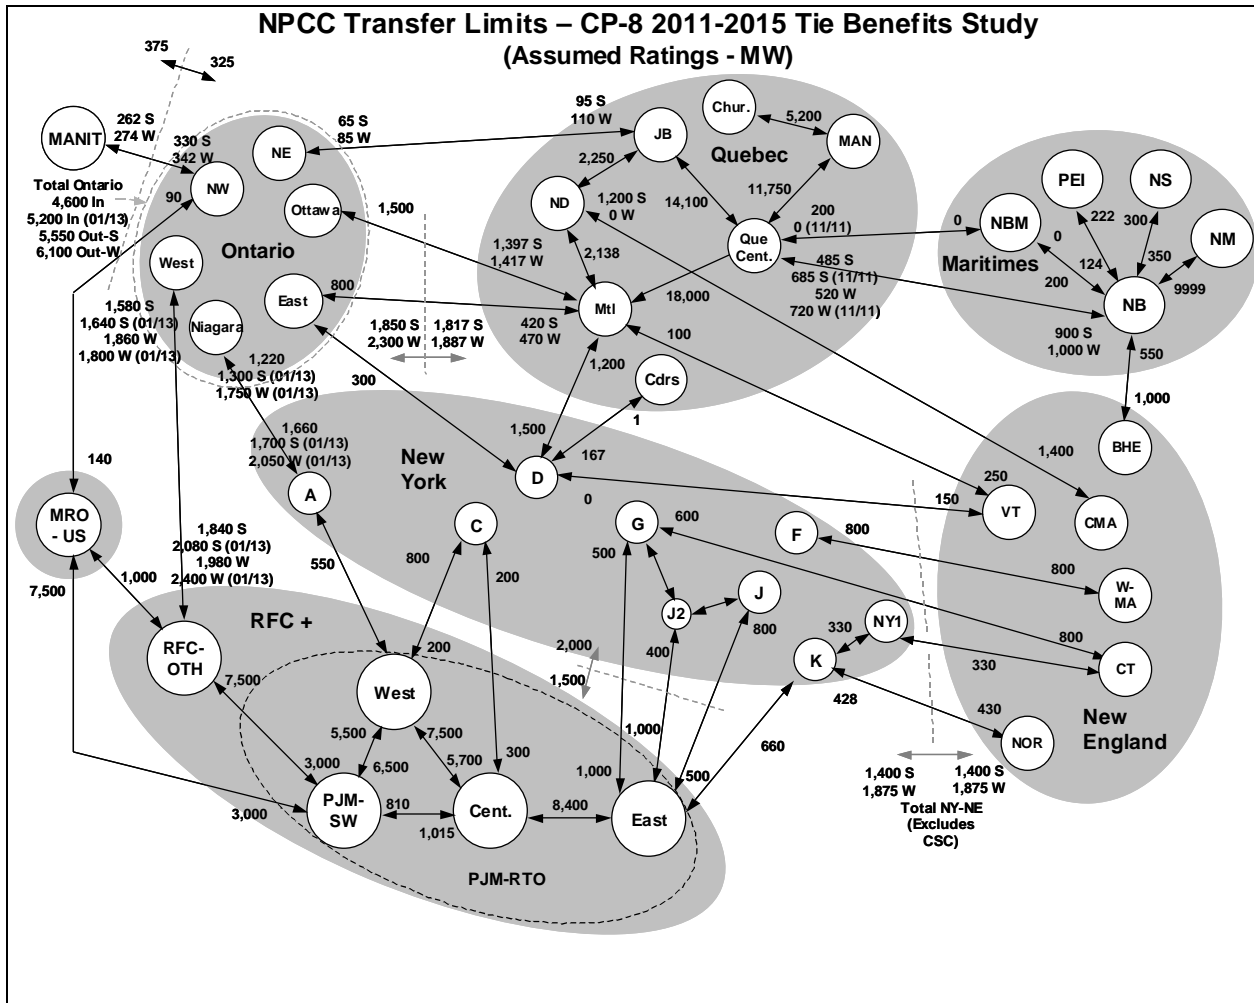 NPCC Transfer Limits – CP-8 2011-2015 Tie Benefits Study
(Assumed Ratings - MW)
375
325
262 S
274 W
MANIT
330 S
342 W
65 S
85 W
NE
NW
90
Total Ontario
4,600 In
5,200 In (01/13)
5,550 Out-S
6,100 Out-W
Ottawa
Ontario
West
East
Niagara
1,500
800
1,580 S
1,640 S (01/13)
1,860 W
1,800 W (01/13)
1,220
1,300 S (01/13)
1,750 W (01/13)
300
1,850 S
2,300 W
1,817 S
1,887 W
95 S
110 W
JB
Chur.
5,200
MAN
Quebec
2,250
ND
1,200 S
0 W
14,100
11,750
1,397 S
1,417 W
2,138
Que
Cent.
200
0 (11/11)
485 S
685 S (11/11)
520 W
720 W (11/11)
Mtl
18,000
420 S
470 W
100
1,200
Cdrs
1
PEI
NS
NBM
0
222
300
NM
Maritimes
0
124
350
200
NB
9999
900 S
1,000 W
550
1,000
BHE
1,660
1,700 S (01/13)
2,050 W (01/13)
A
New
York
1,500
D
167
0
C
G
600
500
F
800
J
J2
800
400
NY1
330
K
140
MRO
- US
7,500
1,000
1,840 S
2,080 S (01/13)
1,980 W
2,400 W (01/13)
550
800
200
RFC +
RFC-
OTH
7,500
200
West
5,500
7,500
3,000
6,500
5,700
300
PJM-
SW
3,000
810
1,015
Cent.
8,400
East
1,000
1,000
500
660
2,000
1,500
PJM-RTO
428
430
330
NOR
1,400
250
150
VT
CMA
800
W-
MA
800
CT
New
England
1,400 S
1,875 W
1,400 S
1,875 W
Total NY-NE
(Excludes
CSC)